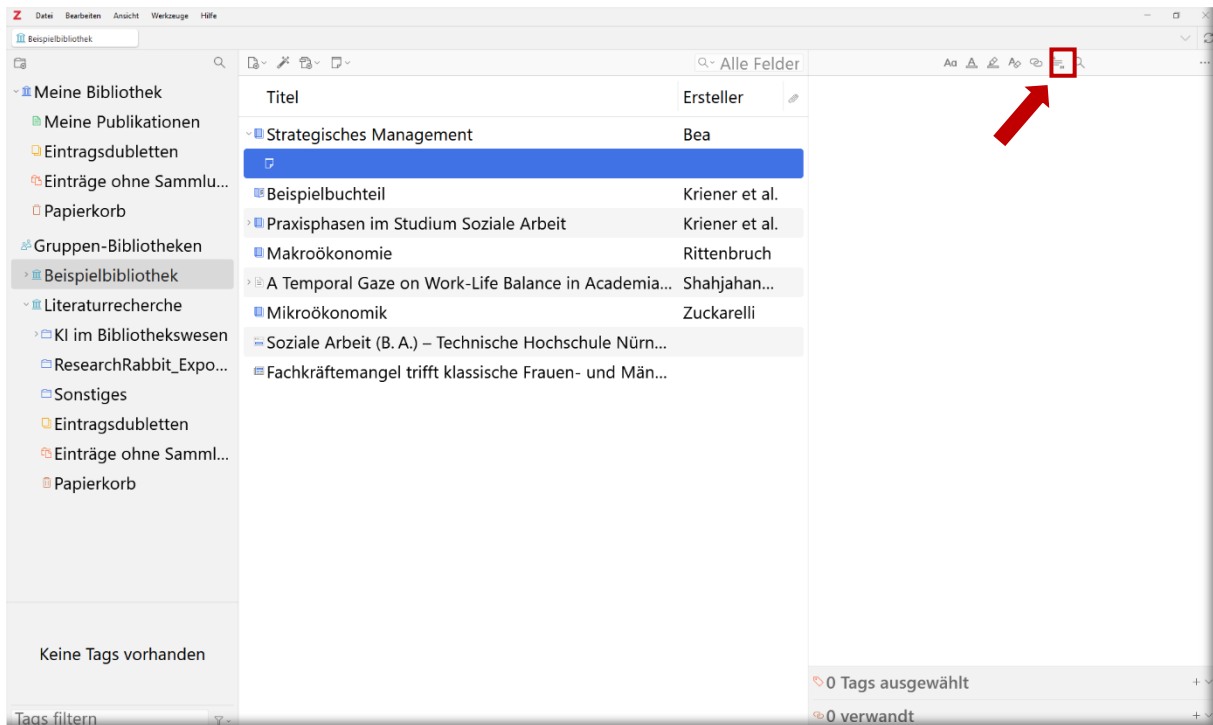 Z Datei Bearbeiten Ansicht Werkzeuge Hilfe
Beispielbibliothek
Alle Felder
Meine Bibliothek
Meine Publikationen
Eintragsdubletten
Einträge ohne Sammlu...
Papierkorb
Gruppen-Bibliotheken
Beispielbibliothek
Literaturrecherche
KI im Bibliothekswesen
ResearchRabbit_Expo...
Sonstiges
Eintragsdubletten
Einträge ohne Samml...
Papierkorb
Keine Tags vorhanden
Tags filtern
Titel Ersteller
Strategisches Management Bea
Beispielbuchteil Kriener et al.
Praxisphasen im Studium Soziale Arbeit Kriener et al.
Makroökonomie Rittenbruch
A Temporal Gaze on Work-Life Balance in Academia... Shahjahan...
Mikroökonomik Zuckarelli
Soziale Arbeit (B. A.) – Technische Hochschule Nürn...
Fachkräftemangel trifft klassische Frauen- und Män...
0 Tags ausgewählt
0 verwandt